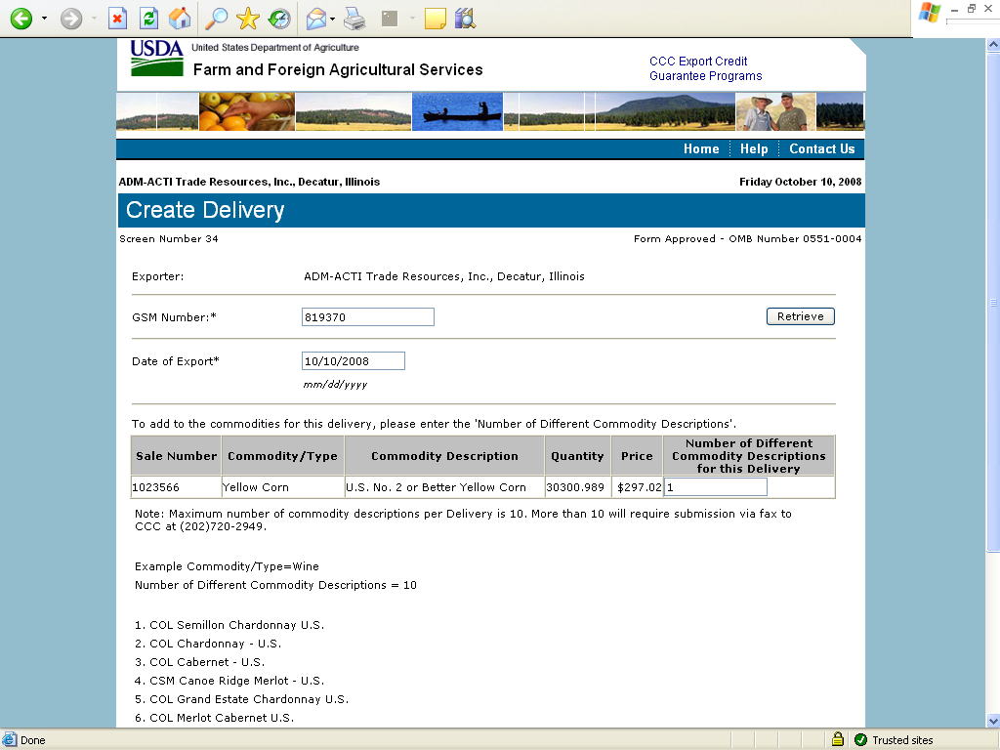 USDA United States Department of Agriculture
Farm and Foreign Agricultural Services
CCC Export Credit
Guarantee Programs
Home Help Contact Us
ADM-ACTI Trade Resources, Inc., Decatur, Illinois Friday October 10, 2008
Create Delivery
Screen Number 34 Form Approved - OMB Number 0551-0004
Exporter: ADM-ACTI Trade Resources, Inc., Decatur, Illinois
GSM Number:* 819370 Retrieve
Date of Export* 10/10/2008
mm/dd/yyyy
To add to the commodities for this delivery, please enter the 'Number of Different Commodity Descriptions'.
Sale Number Commodity/Type Commodity Description Quantity Price Number of Different Commodity Descriptions for this Delivery
1023566 Yellow Corn U.S. No. 2 or Better Yellow Corn 30300.989 $297.02 1
Note: Maximum number of commodity descriptions per Delivery is 10. More than 10 will require submission via fax to
CCC at (202)720-2949.
Example Commodity/Type=Wine
Number of Different Commodity Descriptions = 10
1. COL Semillon Chardonnay U.S.
2. COL Chardonnay - U.S.
3. COL Cabernet - U.S.
4. CSM Canoe Ridge Merlot - U.S.
5. COL Grand Estate Chardonnay U.S.
6. COL Merlot Cabernet U.S.
Done Trusted sites